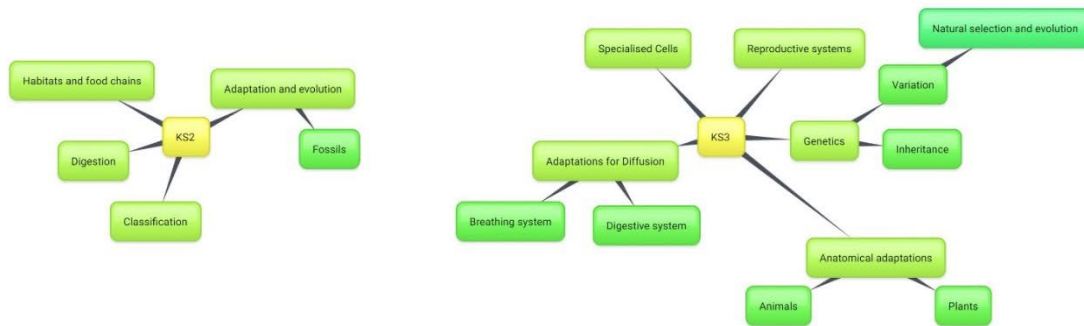 Habitats and food chains
Adaptation and evolution
KS2
Digestion
Fossils
Classification
Natural selection and evolution
Specialised Cells
Reproductive systems
Variation
KS3
Genetics
Inheritance
Adaptations for Diffusion
Breathing system
Digestive system
Anatomical adaptations
Animals
Plants